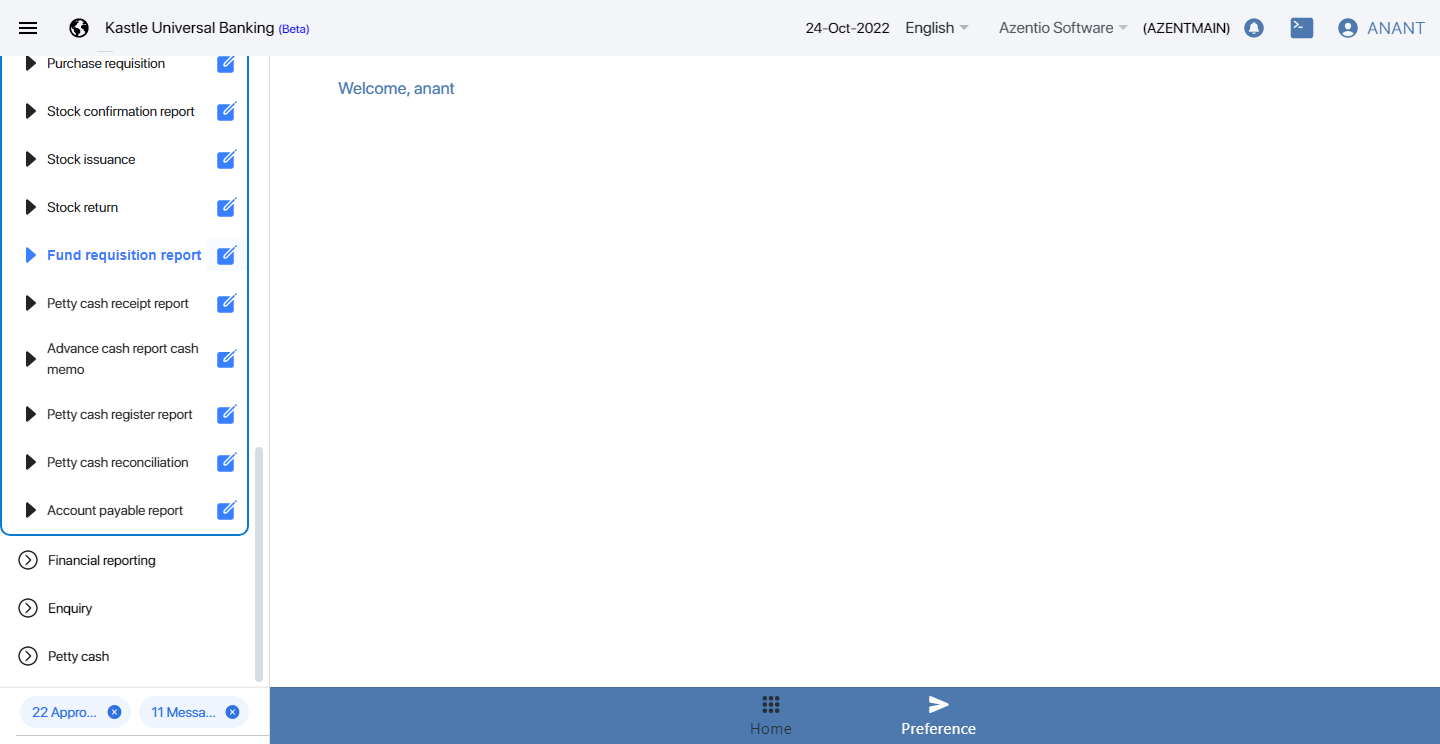 Kastle Universal Banking (Beta)
24-Oct-2022
English
Azentio Software
(AZENTMAIN)
ANANT
Purchase requisition
Stock confirmation report
Stock issuance
Stock return
Fund requisition report
Petty cash receipt report
Advance cash report cash
memo
Petty cash register report
Petty cash reconciliation
Account payable report
Financial reporting
Enquiry
Petty cash
22 Appro...
11 Messa...
Welcome, anant
Home
Preference